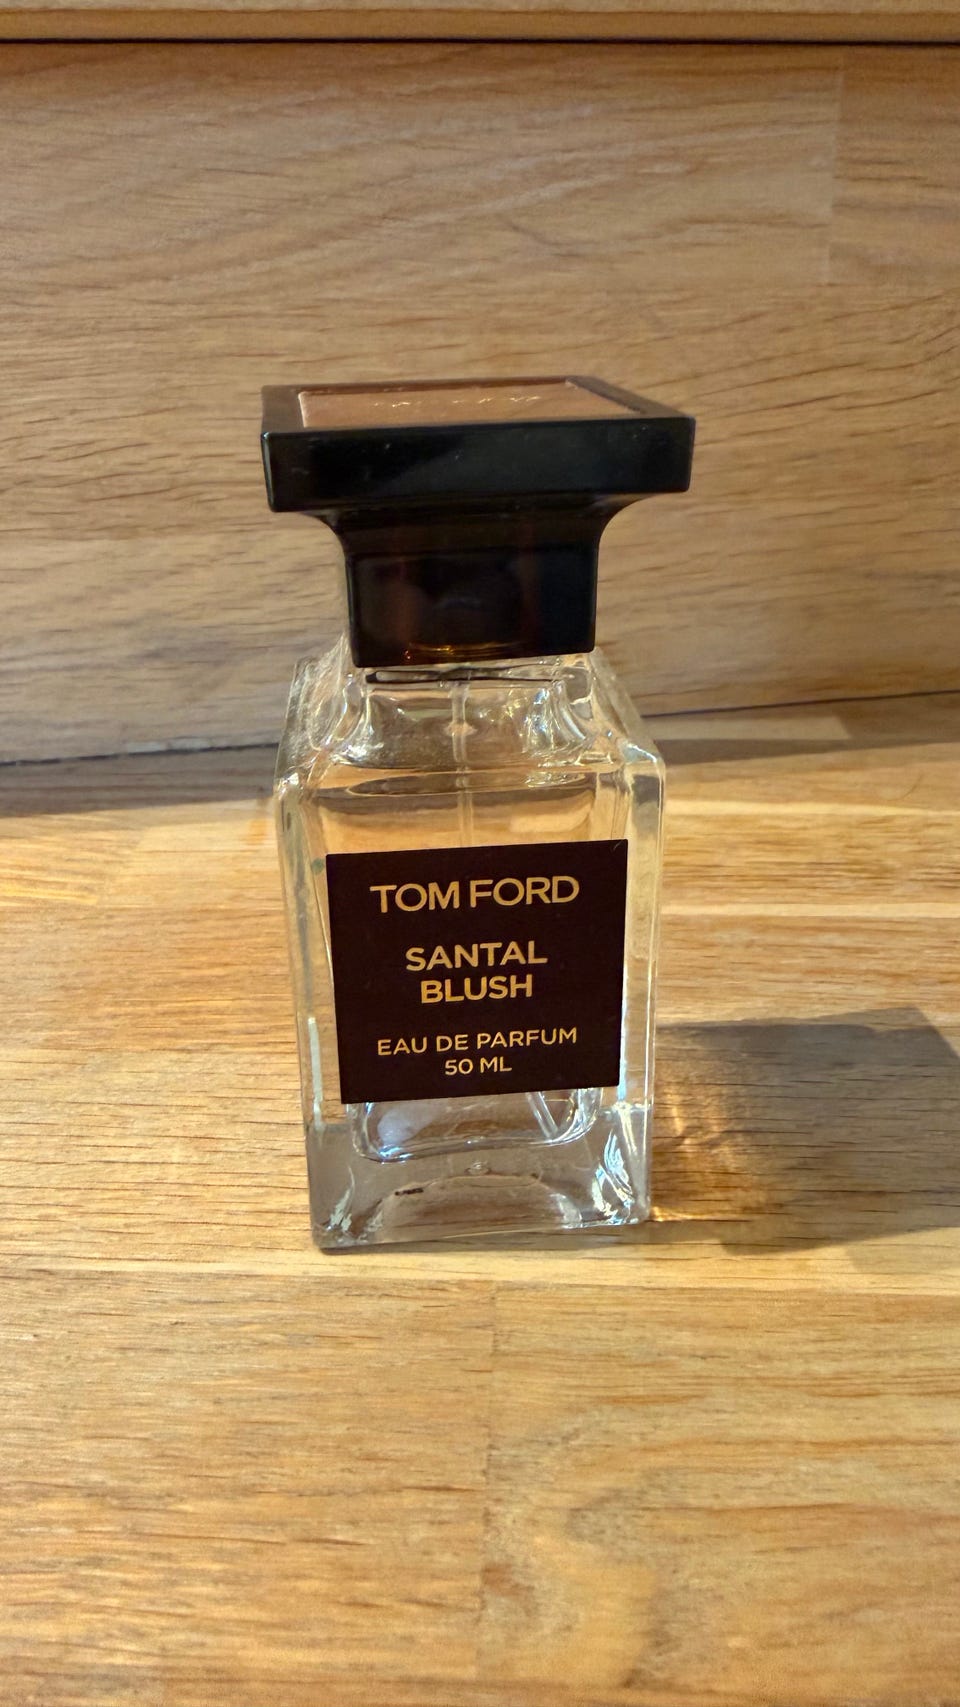 TOM FORD
SANTAL
BLUSH
EAU DE PARFUM
50 ML